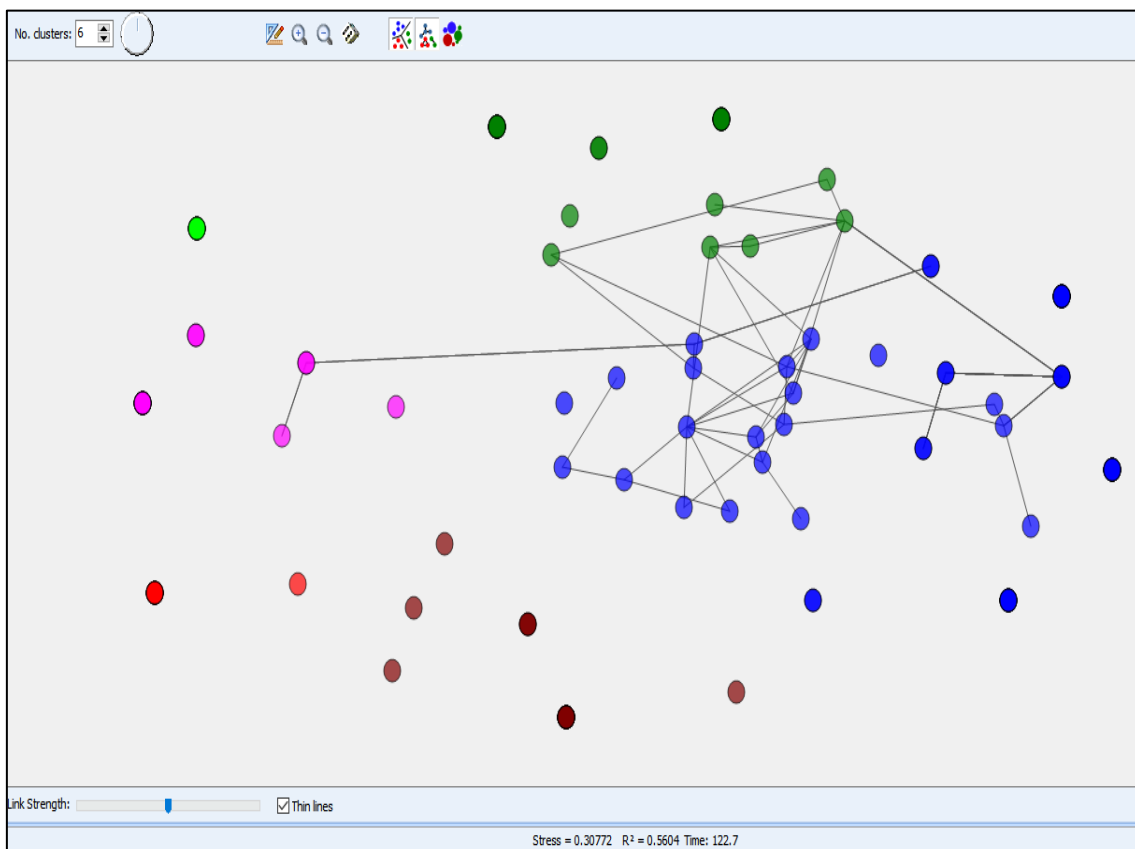 No. clusters: 6
Link Strength:
Thin lines
Stress = 0.30772 R² = 0.5604 Time: 122.7